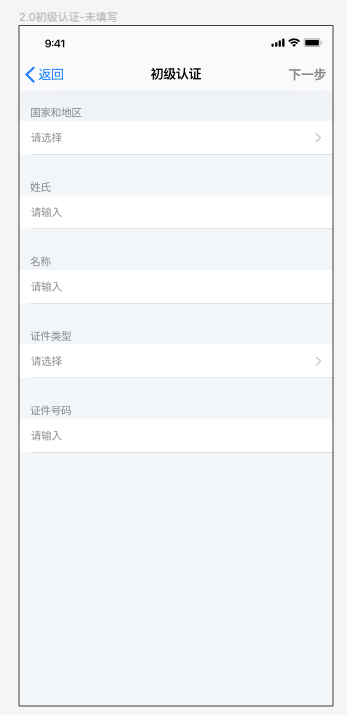 2.0初级认证-未填写
9:41
返回 初级认证 下一步
国家和地区
请选择
姓氏
请输入
名称
请输入
证件类型
请选择
证件号码
请输入